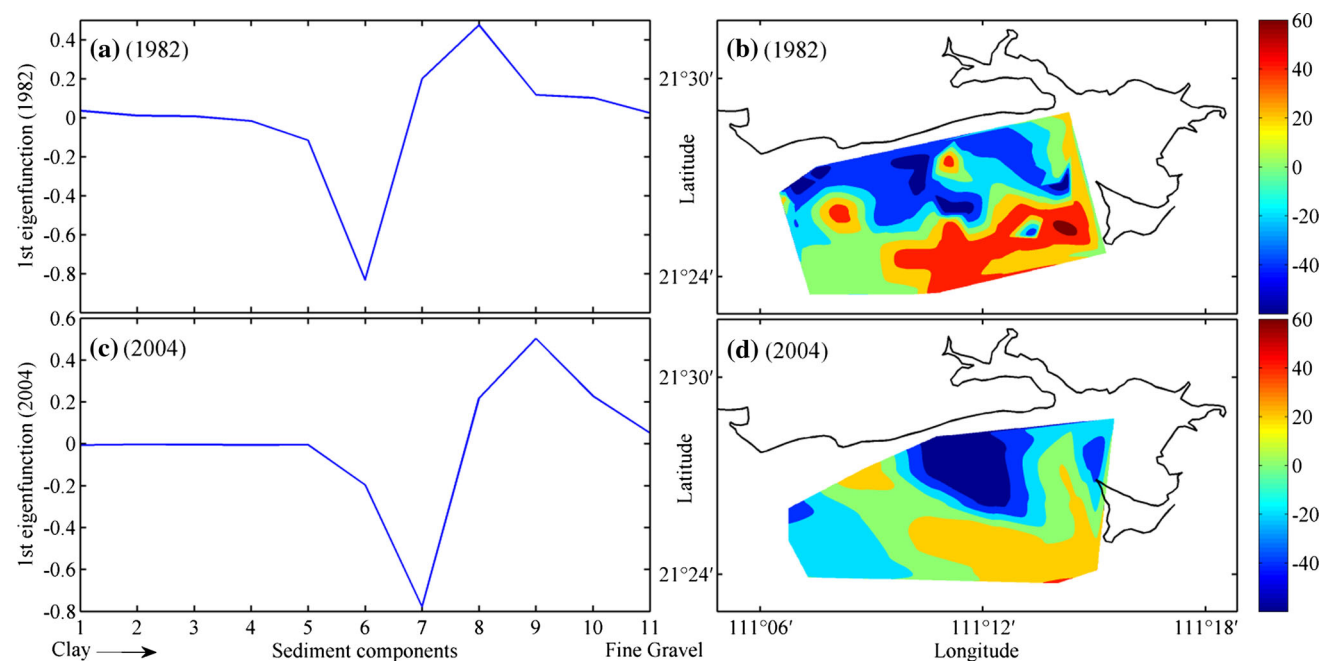 (a) (1982)
1st eigenfunction (1982)
0.4
0.2
0
-0.2
-0.4
-0.6
-0.8
(b) (1982)
21°30′
Latitude
21°24′
60
40
20
0
-20
-40
(c) (2004)
1st eigenfunction (2004)
0.6
0.4
0.2
0
-0.2
-0.4
-0.6
-0.8
1 2 3 4 5 6 7 8 9 10 11
Clay Sediment components Fine Gravel
(d) (2004)
21°30′
Latitude
21°24′
111°06′ 111°12′ 111°18′
Longitude
60
40
20
0
-20
-40